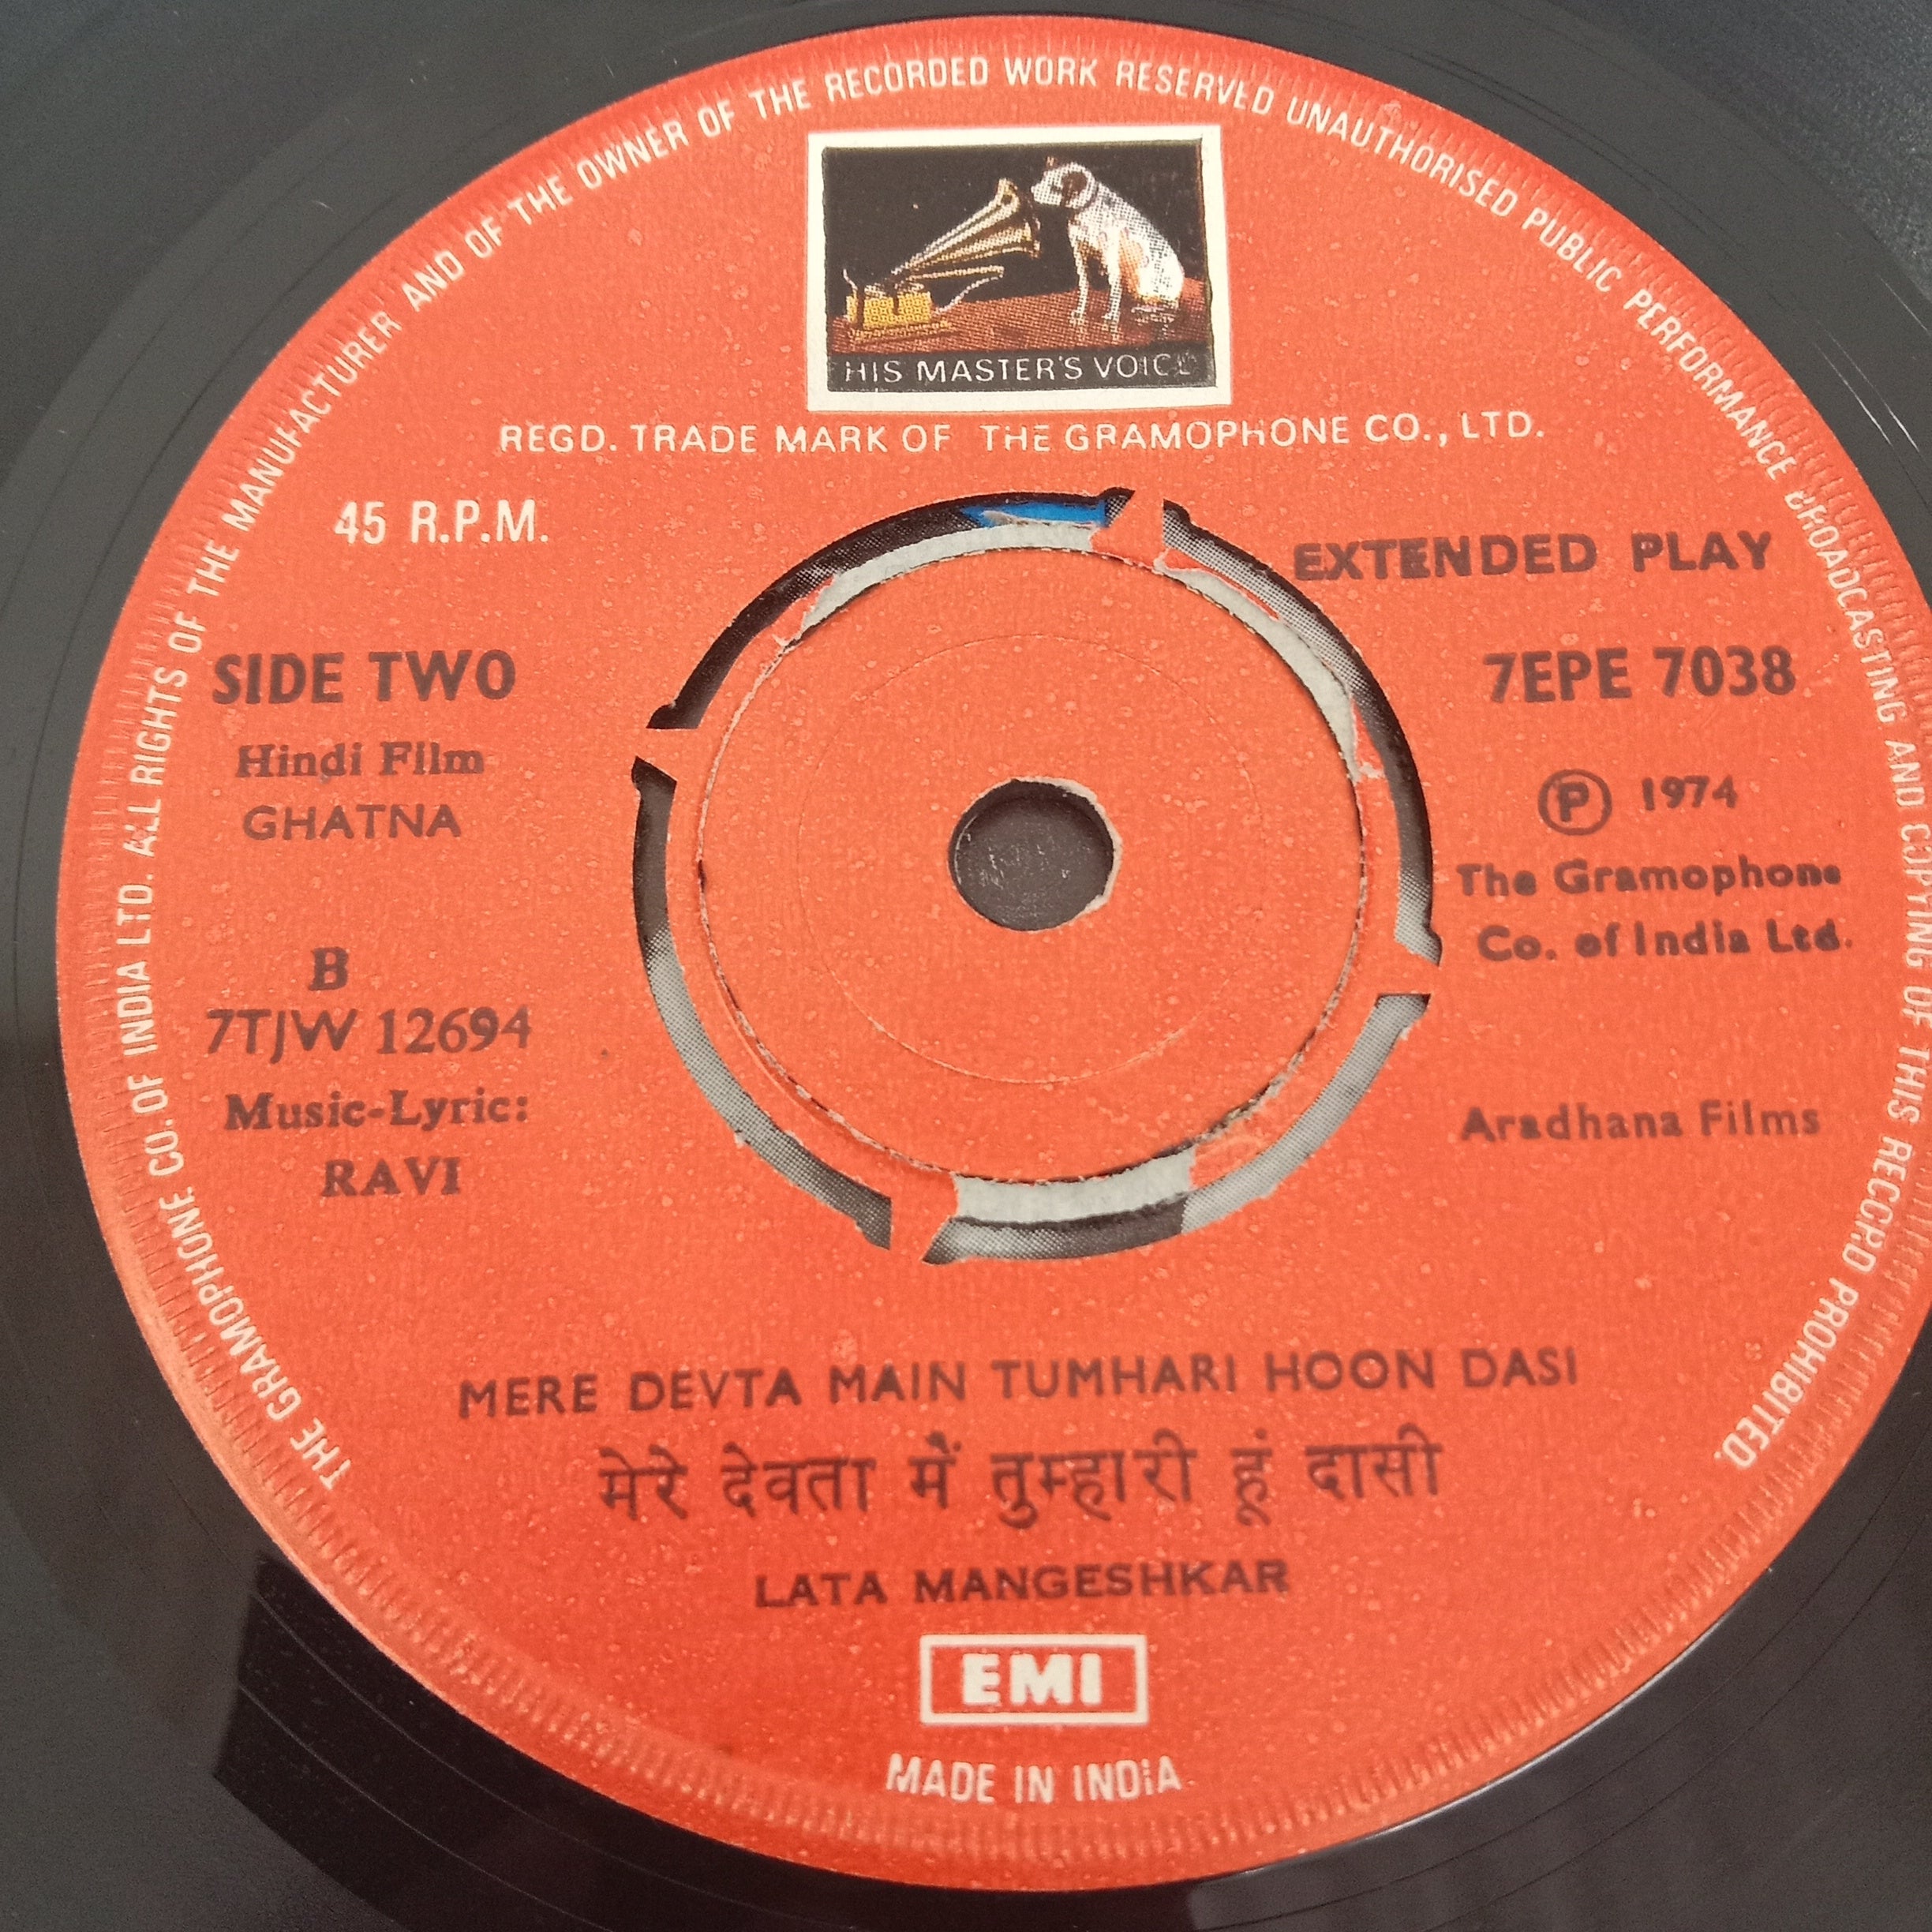 THE GRAMOPHONE CO. OF INDIA LTD. ALL RIGHTS OF THE MANUFACTURER AND OF THE OWNER OF THE RECORDED WORK RESERVED UNAUTHORISED PUBLIC PERFORMANCE BROADCASTING AND COPYING OF THIS RECORD PROHIBITED.
HIS MASTER'S VOICE
REGD. TRADE MARK OF THE GRAMOPHONE CO., LTD.
45 R.P.M.
EXTENDED PLAY
SIDE TWO
7EPE 7038
Hindi Film
GHATNA
Ⓟ 1974
The Gramophone
Co. of India Ltd.
B
7TJW 12694
Music-Lyric:
RAVI
Aradhana Films
MERE DEVTA MAIN TUMHARI HOON DASI
मेरे देवता में तुम्हारी हूं दासी
LATA MANGESHKAR
EMI
MADE IN INDIA